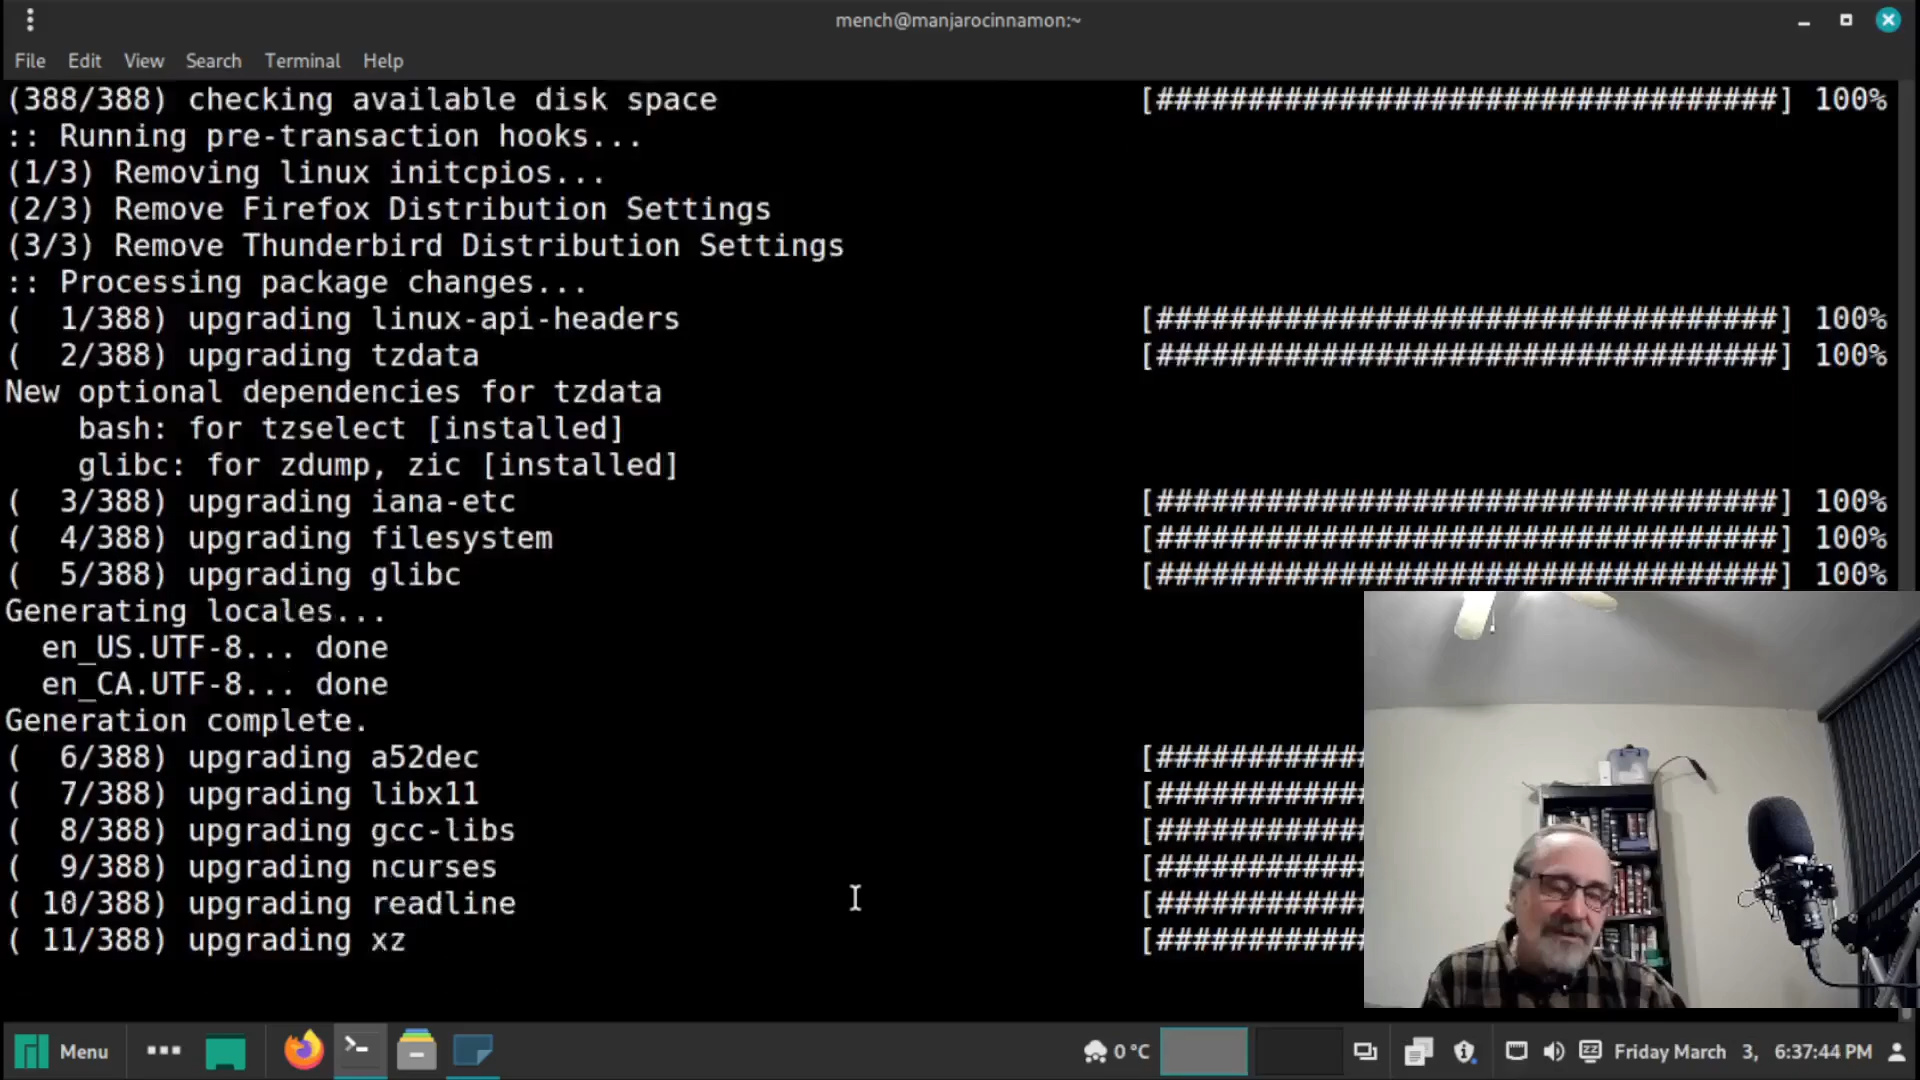 mench@manjarocinnamon:~
File Edit View Search Terminal Help
(388/388) checking available disk space [##################################] 100%
:: Running pre-transaction hooks...
(1/3) Removing linux initcpios...
(2/3) Remove Firefox Distribution Settings
(3/3) Remove Thunderbird Distribution Settings
:: Processing package changes...
(  1/388) upgrading linux-api-headers [##################################] 100%
(  2/388) upgrading tzdata [##################################] 100%
New optional dependencies for tzdata
    bash: for tzselect [installed]
    glibc: for zdump, zic [installed]
(  3/388) upgrading iana-etc [##################################] 100%
(  4/388) upgrading filesystem [##################################] 100%
(  5/388) upgrading glibc [##################################] 100%
Generating locales...
  en_US.UTF-8... done
  en_CA.UTF-8... done
Generation complete.
(  6/388) upgrading a52dec [############
(  7/388) upgrading libx11 [############
(  8/388) upgrading gcc-libs [############
(  9/388) upgrading ncurses [############
( 10/388) upgrading readline [############
( 11/388) upgrading xz [############
Menu 0 °C Friday March 3, 6:37:44 PM